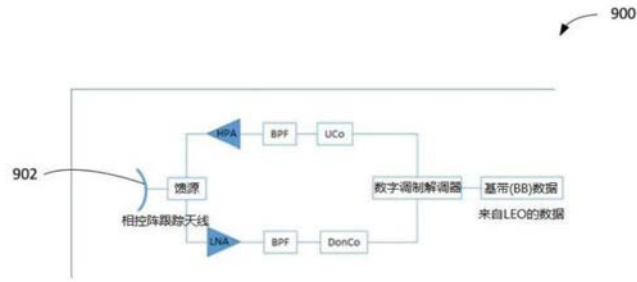 900
HPA
BPF
UCo
902
馈源
数字调制解调器
基带(BB)数据
相控阵跟踪天线
来自LEO的数据
LNA
BPF
DonCo